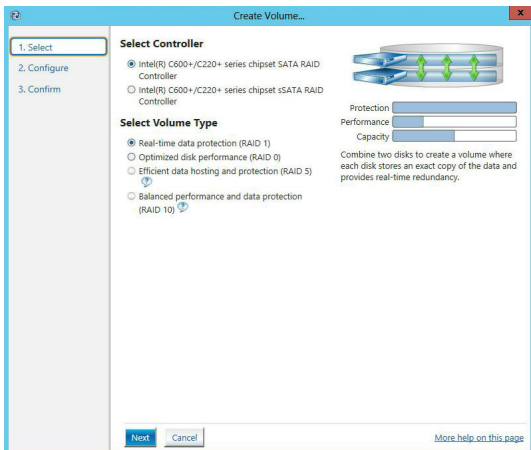 Create Volume...
x
1. Select
2. Configure
3. Confirm
Select Controller
Intel(R) C600+/C220+ series chipset SATA RAID
Controller
Intel(R) C600+/C220+ series chipset sSATA RAID
Controller
Select Volume Type
Real-time data protection (RAID 1)
Optimized disk performance (RAID 0)
Efficient data hosting and protection (RAID 5)
?
Balanced performance and data protection
(RAID 10) ?
Protection
Performance
Capacity
Combine two disks to create a volume where
each disk stores an exact copy of the data and
provides real-time redundancy.
Next
Cancel
More help on this page